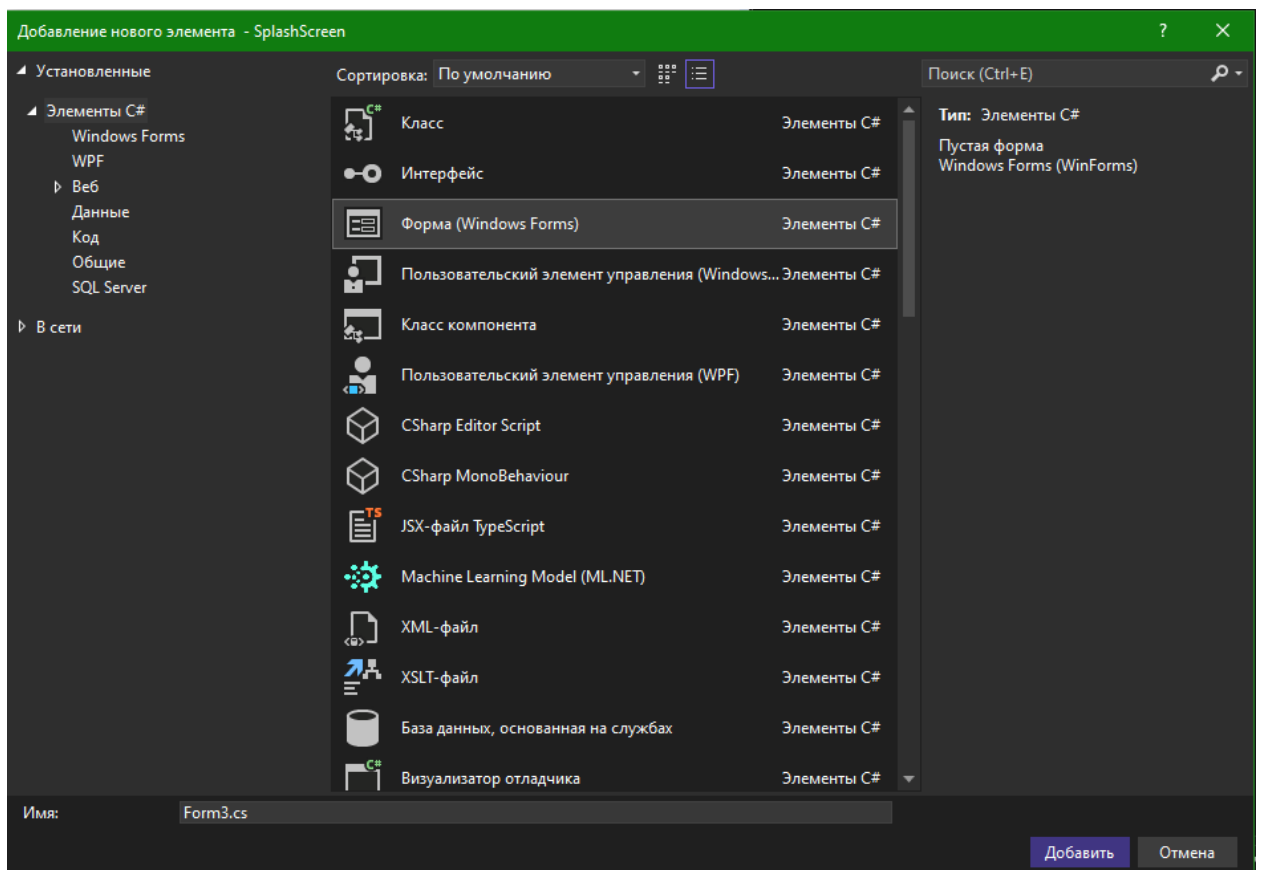 Добавление нового элемента - SplashScreen
? ×
Установленные
Элементы C#
Windows Forms
WPF
Веб
Данные
Код
Общие
SQL Server
В сети
Сортировка: По умолчанию
C# Класс Элементы C#
Интерфейс Элементы C#
Форма (Windows Forms) Элементы C#
Пользовательский элемент управления (Windows... Элементы C#
Класс компонента Элементы C#
Пользовательский элемент управления (WPF) Элементы C#
CSharp Editor Script Элементы C#
CSharp MonoBehaviour Элементы C#
TS JSX-файл TypeScript Элементы C#
Machine Learning Model (ML.NET) Элементы C#
XML-файл Элементы C#
XSLT-файл Элементы C#
База данных, основанная на службах Элементы C#
C# Визуализатор отладчика Элементы C#
Поиск (Ctrl+E)
Тип: Элементы C#
Пустая форма
Windows Forms (WinForms)
Имя: Form3.cs
Добавить Отмена